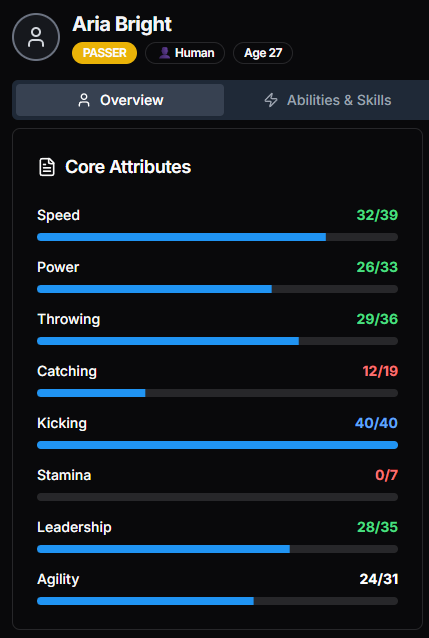 Aria Bright
PASSER Human Age 27
Overview Abilities & Skills
Core Attributes
Speed 32/39
Power 26/33
Throwing 29/36
Catching 12/19
Kicking 40/40
Stamina 0/7
Leadership 28/35
Agility 24/31